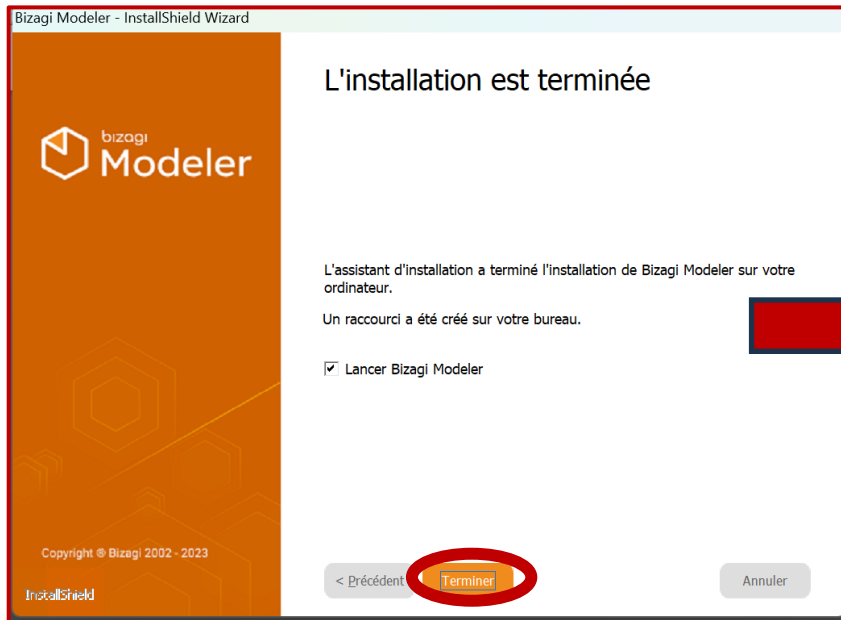 Bizagi Modeler - InstallShield Wizard
L'installation est terminée
bizagi
Modeler
L'assistant d'installation a terminé l'installation de Bizagi Modeler sur votre
ordinateur.
Un raccourci a été créé sur votre bureau.
Lancer Bizagi Modeler
Copyright © Bizagi 2002 - 2023
InstallShield
< Précédent
Terminer
Annuler